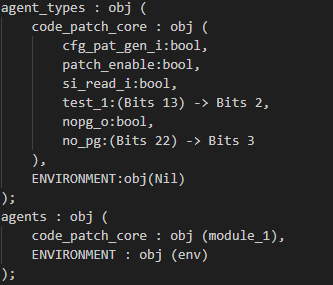 agent_types : obj (
code_patch_core : obj (
cfg_pat_gen_i:bool,
patch_enable:bool,
si_read_i:bool,
test_1:(Bits 13) -> Bits 2,
nopg_o:bool,
no_pg:(Bits 22) -> Bits 3
),
ENVIRONMENT:obj(Nil)
);
agents : obj (
code_patch_core : obj (module_1),
ENVIRONMENT : obj (env)
);